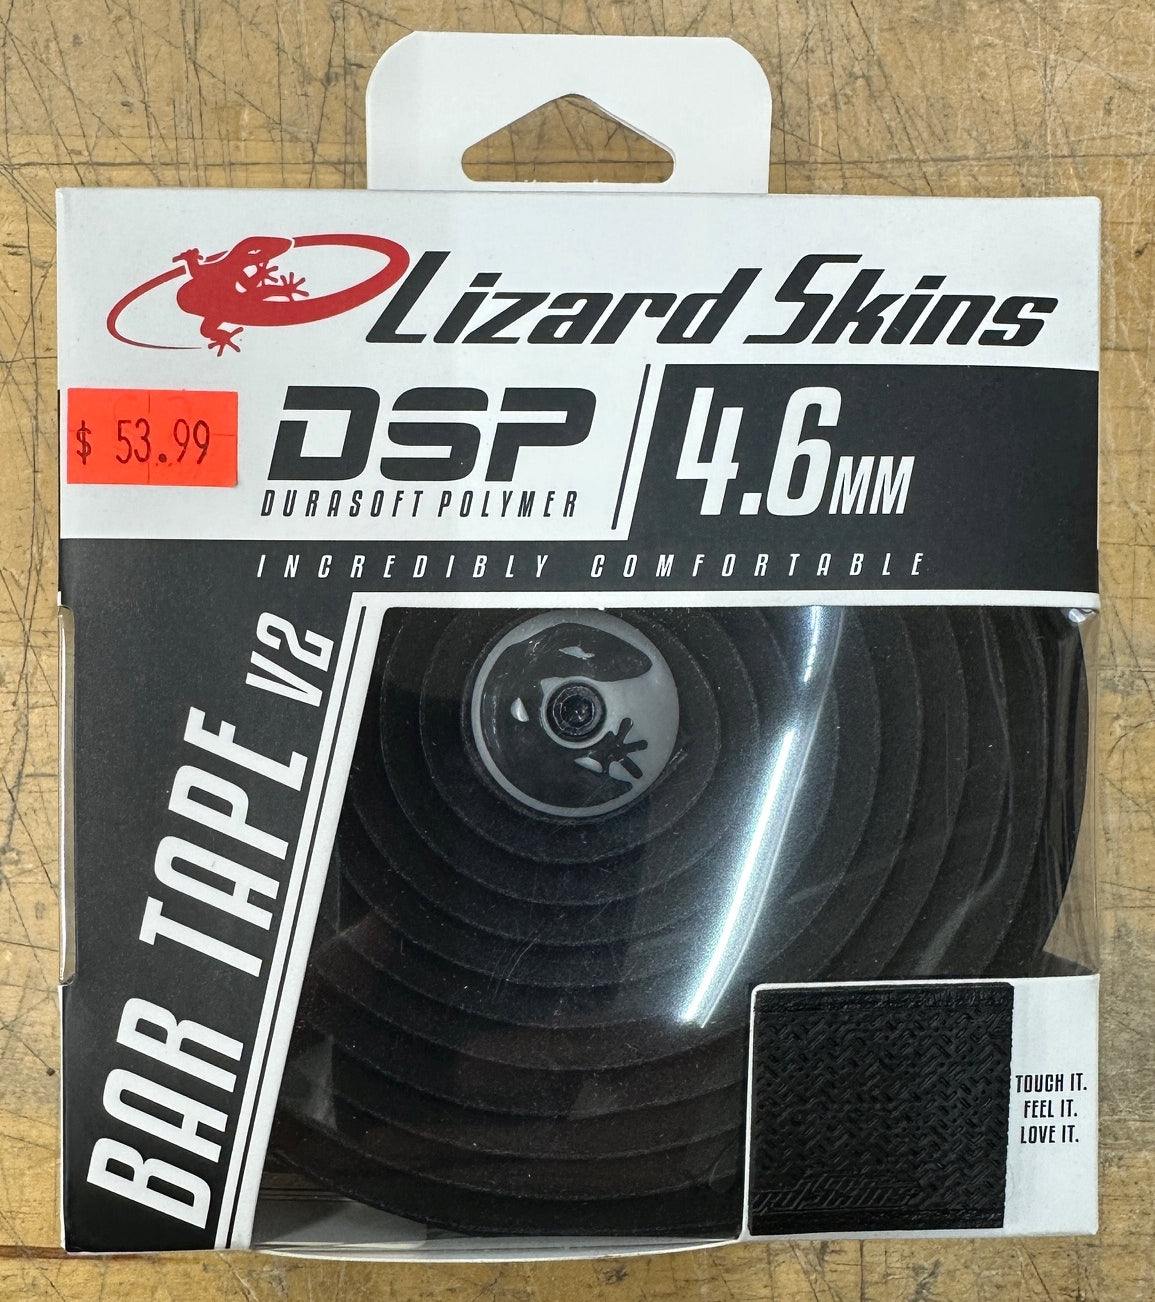 Lizard Skins
$ 53.99
DSP
DURASOFT POLYMER
4.6MM
INCREDIBLY COMFORTABLE
BAR TAPE V2
TOUCH IT.
FEEL IT.
LOVE IT.